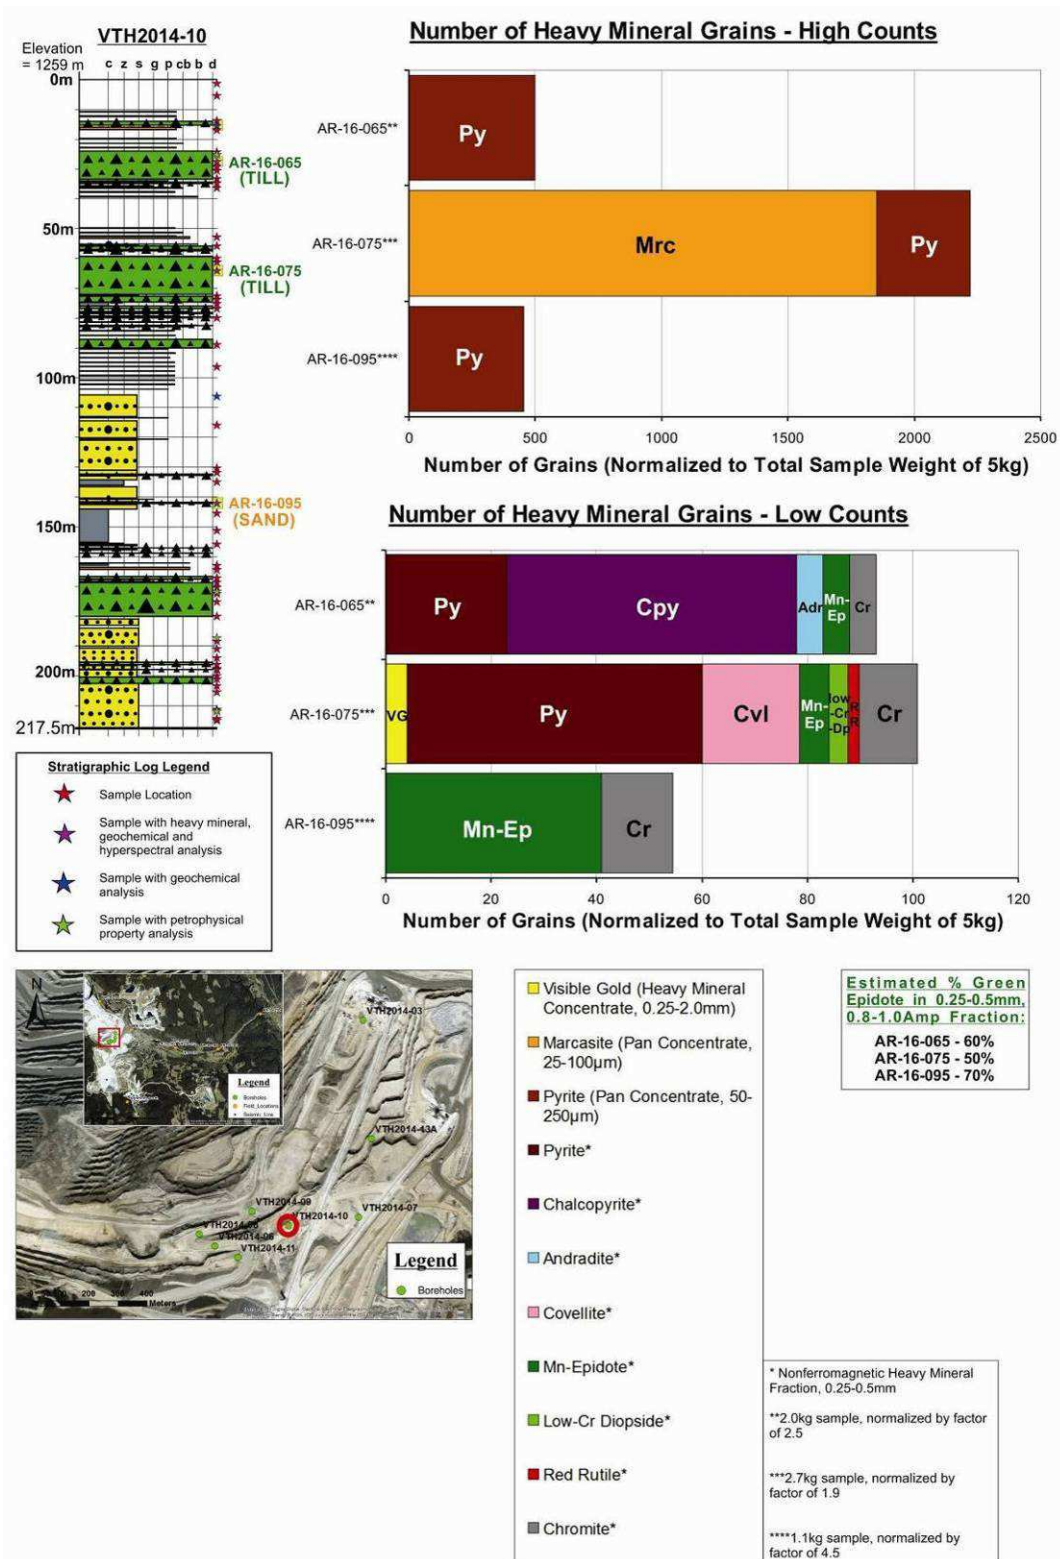 VTH2014-10
Elevation
= 1259 m
c z s g p cb b d
0m
50m
100m
150m
200m
217.5m
AR-16-065
(TILL)
AR-16-075
(TILL)
AR-16-095
(SAND)
Number of Heavy Mineral Grains - High Counts
AR-16-065**
Py
AR-16-075***
Mrc
Py
AR-16-095****
Py
0 500 1000 1500 2000 2500
Number of Grains (Normalized to Total Sample Weight of 5kg)
Number of Heavy Mineral Grains - Low Counts
AR-16-065**
Py
Cpy
Adr
Mn-
Ep
Cr
AR-16-075***
VG
Py
Cvl
Mn-
Ep
low
-Cr
-Dp
R
R
Cr
AR-16-095****
Mn-Ep
Cr
0 20 40 60 80 100 120
Number of Grains (Normalized to Total Sample Weight of 5kg)
Stratigraphic Log Legend
Sample Location
Sample with heavy mineral,
geochemical and
hyperspectral analysis
Sample with geochemical
analysis
Sample with petrophysical
property analysis
N
Legend
Boreholes
Field_Locations
Seismic_Line
VTH2014-03
VTH2014-13A
VTH2014-09
VTH2014-10
VTH2014-07
VTH2014-06
VTH2014-11
Legend
Boreholes
200
400
Meters
Visible Gold (Heavy Mineral
Concentrate, 0.25-2.0mm)
Marcasite (Pan Concentrate,
25-100µm)
Pyrite (Pan Concentrate, 50-
250µm)
Pyrite*
Chalcopyrite*
Andradite*
Covellite*
Mn-Epidote*
Low-Cr Diopside*
Red Rutile*
Chromite*
Estimated % Green
Epidote in 0.25-0.5mm,
0.8-1.0Amp Fraction:
AR-16-065 - 60%
AR-16-075 - 50%
AR-16-095 - 70%
* Nonferromagnetic Heavy Mineral
Fraction, 0.25-0.5mm
**2.0kg sample, normalized by factor
of 2.5
***2.7kg sample, normalized by
factor of 1.9
****1.1kg sample, normalized by
factor of 4.5